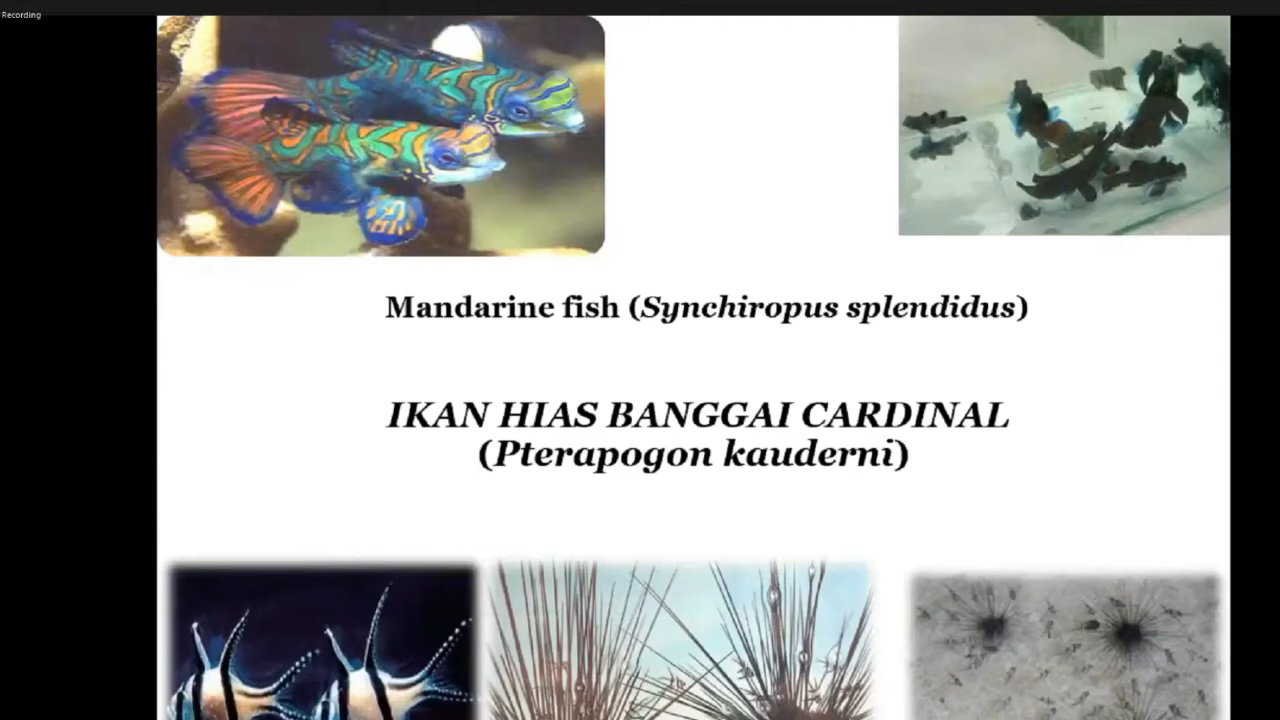 Recording
Mandarine fish (Synchiropus splendidus)
IKAN HIAS BANGGAI CARDINAL
(Pterapogon kauderni)